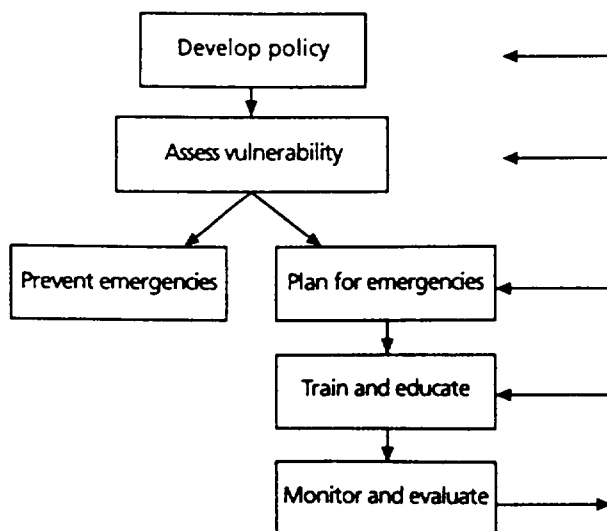 Develop policy
Assess vulnerability
Prevent emergencies
Plan for emergencies
Train and educate
Monitor and evaluate